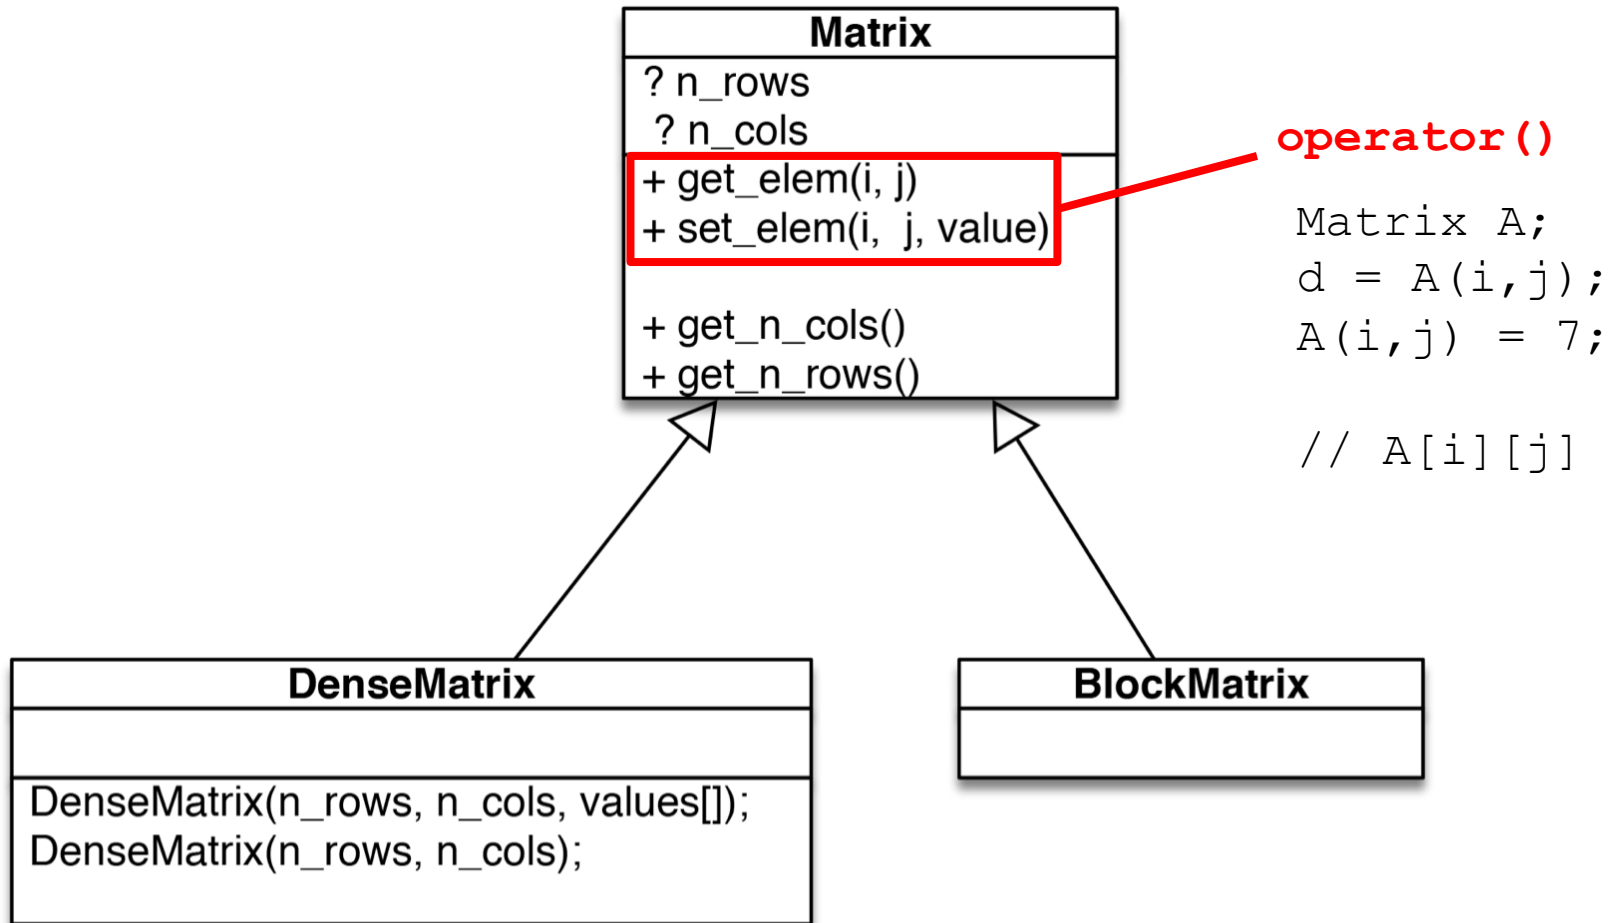 Matrix
? n_rows
? n_cols
+ get_elem(i, j)
+ set_elem(i, j, value)
+ get_n_cols()
+ get_n_rows()
operator()
Matrix A;
d = A(i,j);
A(i,j) = 7;
// A[i][j]
DenseMatrix
DenseMatrix(n_rows, n_cols, values[]);
DenseMatrix(n_rows, n_cols);
BlockMatrix